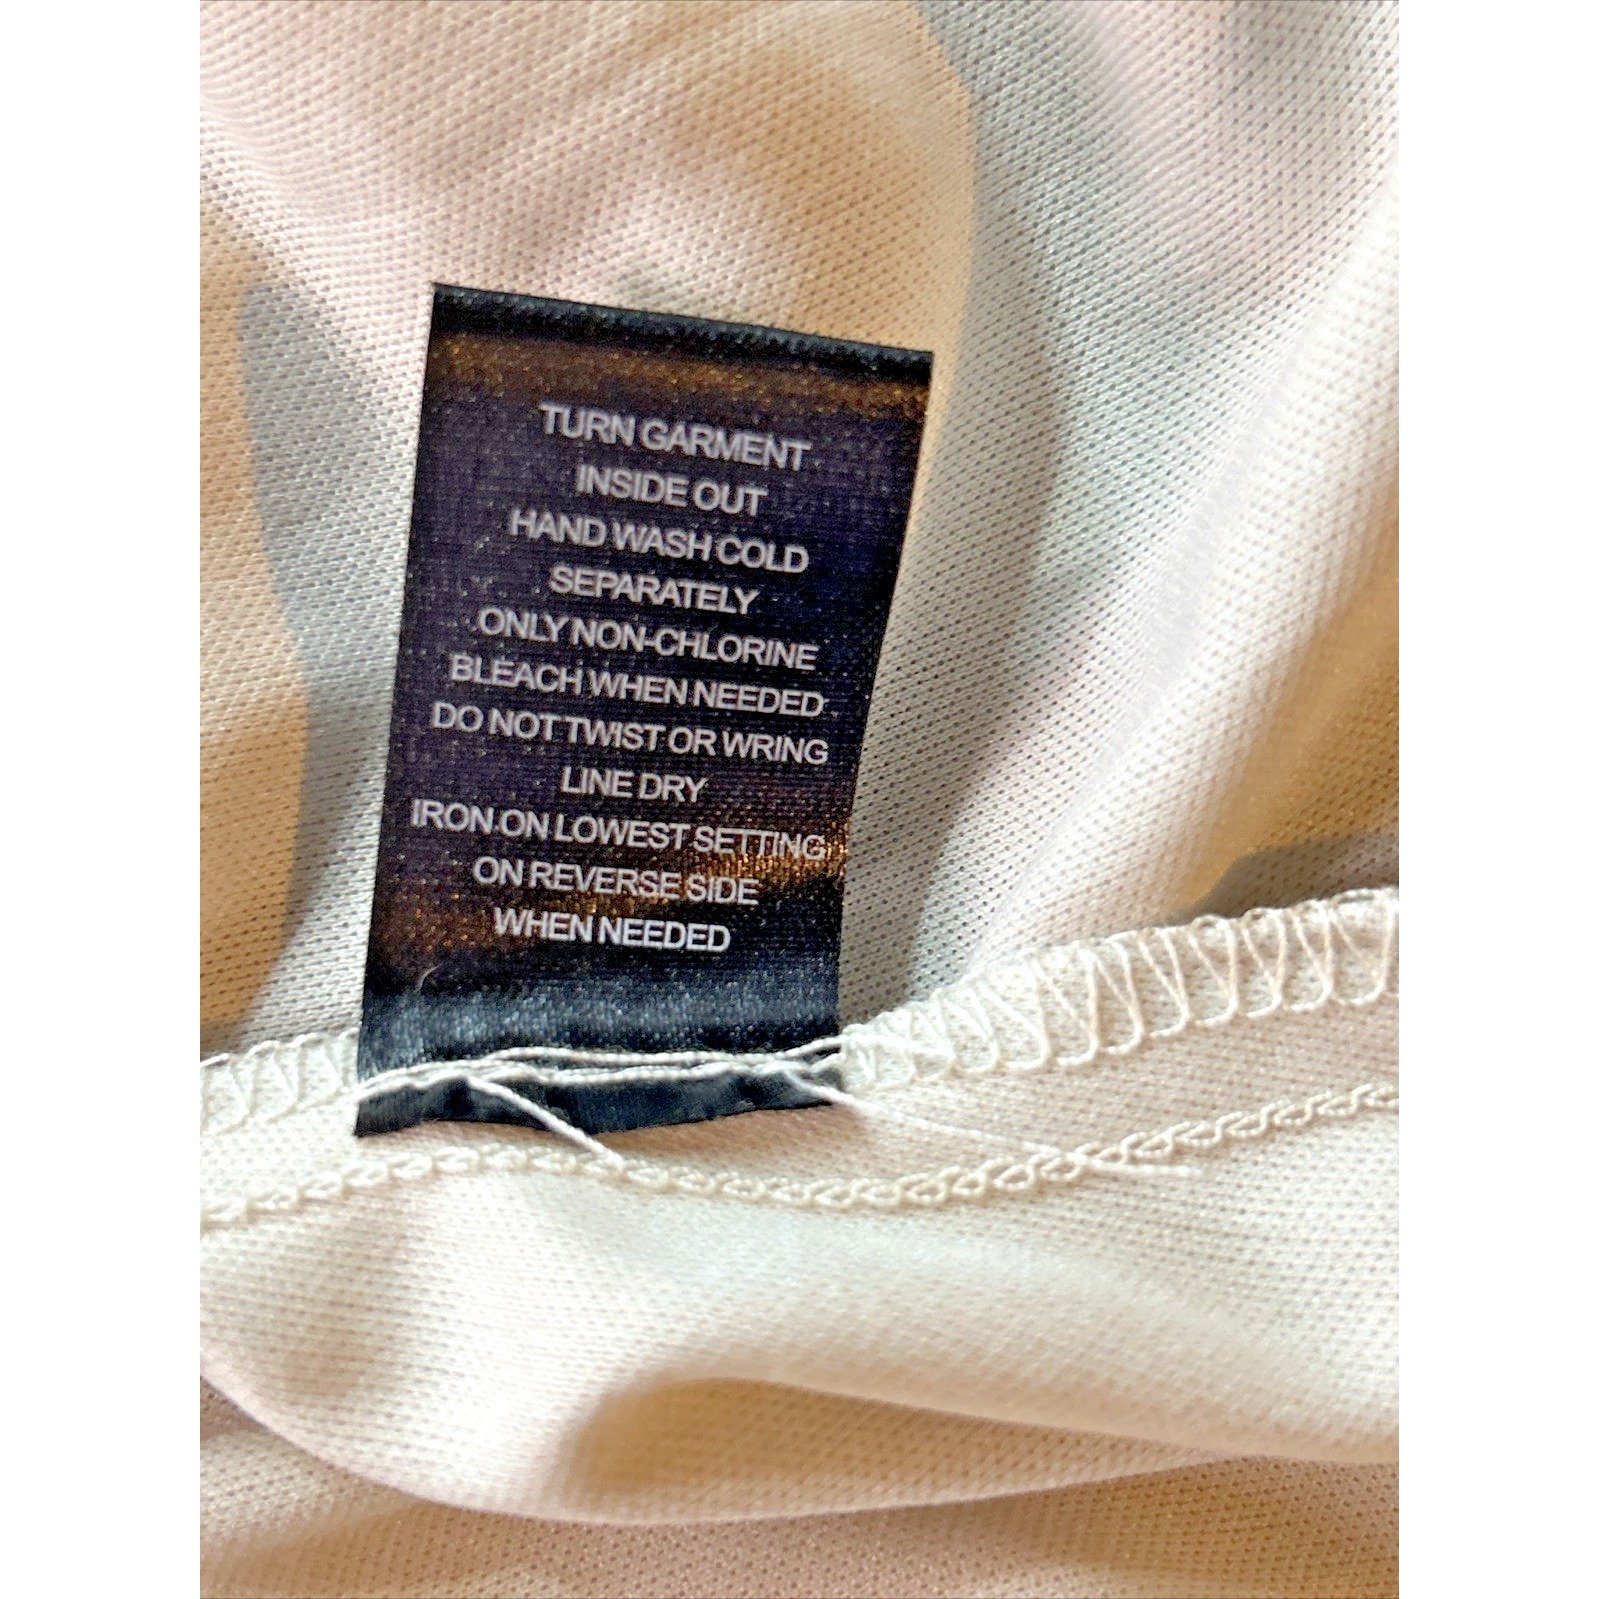 TURN GARMENT
INSIDE OUT
HAND WASH COLD
SEPARATELY
ONLY NON-CHLORINE
BLEACH WHEN NEEDED
DO NOT TWIST OR WRING
LINE DRY
IRON ON LOWEST SETTING
ON REVERSE SIDE
WHEN NEEDED